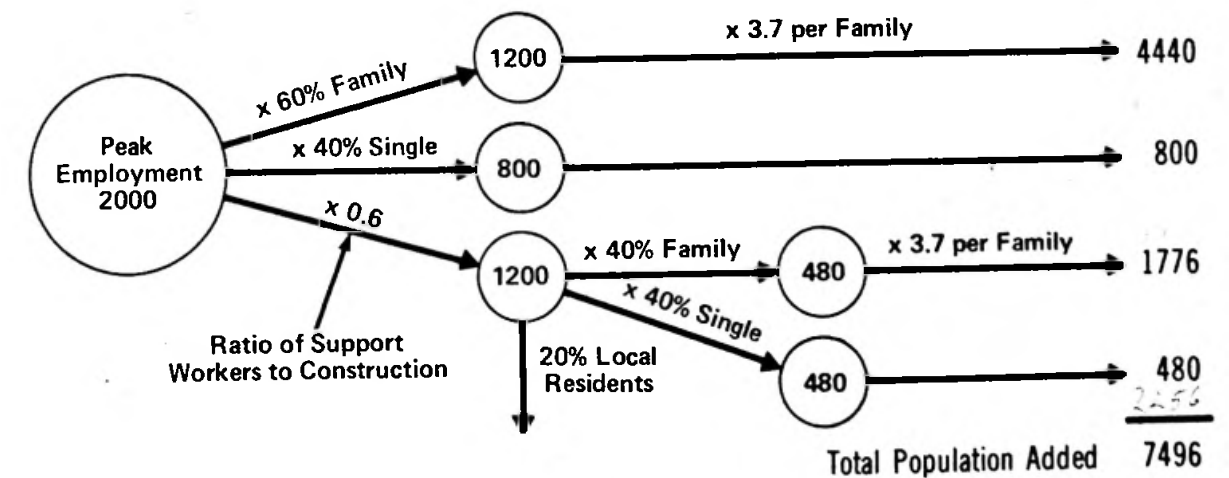 x 3.7 per Family
1200
4440
x 60% Family
Peak
Employment
2000
x 40% Single
800
800
x 0.6
1200
x 40% Family
480
x 3.7 per Family
1776
x 40% Single
Ratio of Support
Workers to Construction
20% Local
Residents
480
480
2256
Total Population Added 7496